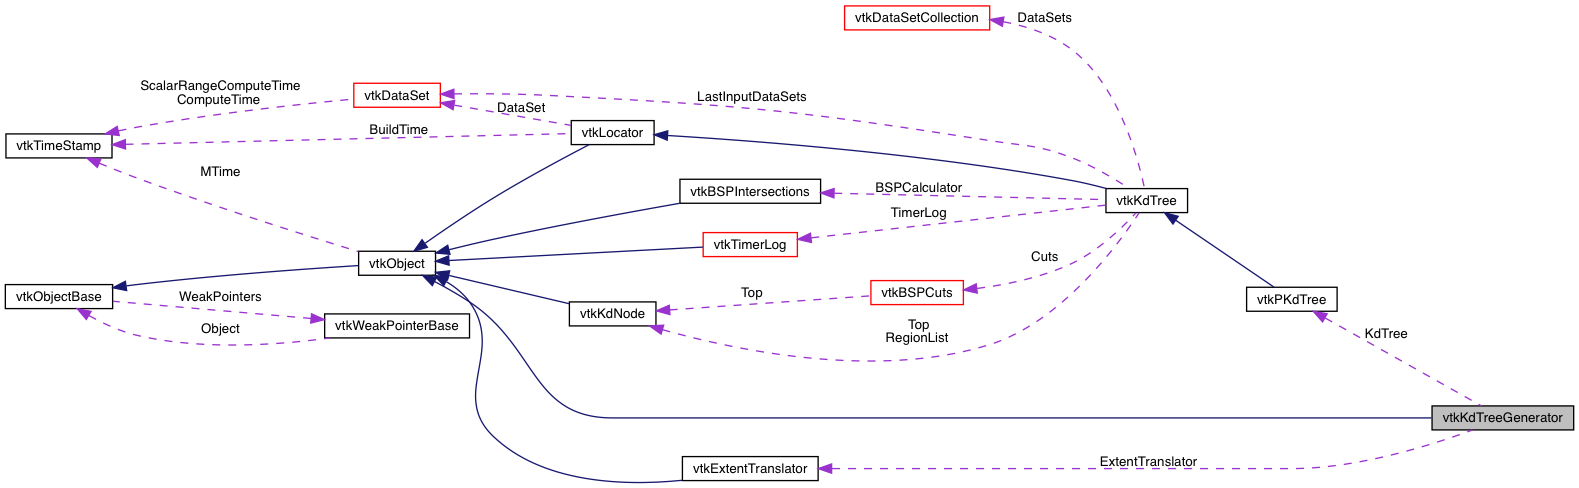 vtkDataSetCollection
DataSets
ScalarRangeComputeTime
ComputeTime
vtkDataSet
LastInputDataSets
DataSet
BuildTime
vtkLocator
vtkTimeStamp
MTime
vtkBSPIntersections
BSPCalculator
vtkKdTree
TimerLog
vtkTimerLog
vtkObject
Cuts
vtkObjectBase
WeakPointers
Top
vtkBSPCuts
vtkPKdTree
vtkKdNode
vtkWeakPointerBase
Object
Top
RegionList
KdTree
vtkKdTreeGenerator
ExtentTranslator
vtkExtentTranslator